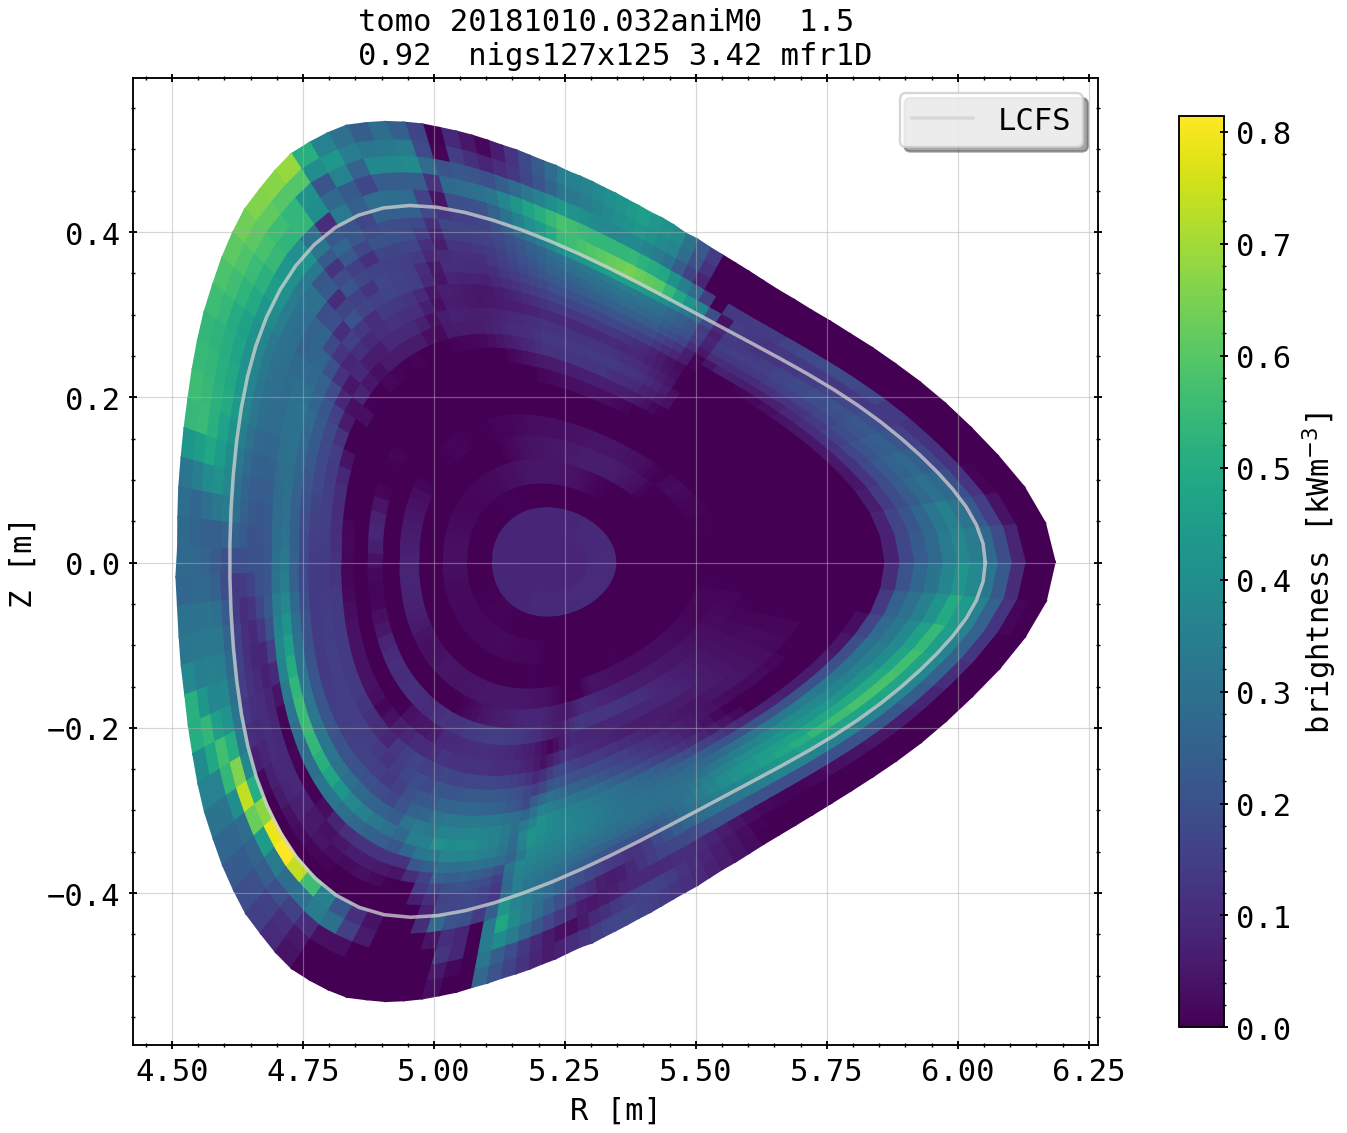 tomo 20181010.032aniM0  1.5
0.92  nigs127x125 3.42 mfr1D
LCFS
0.8
0.7
0.6
0.5
0.4
0.3
0.2
0.1
0.0
brightness [kWm⁻³]
0.4
0.2
0.0
−0.2
−0.4
Z [m]
4.50 4.75 5.00 5.25 5.50 5.75 6.00 6.25
R [m]